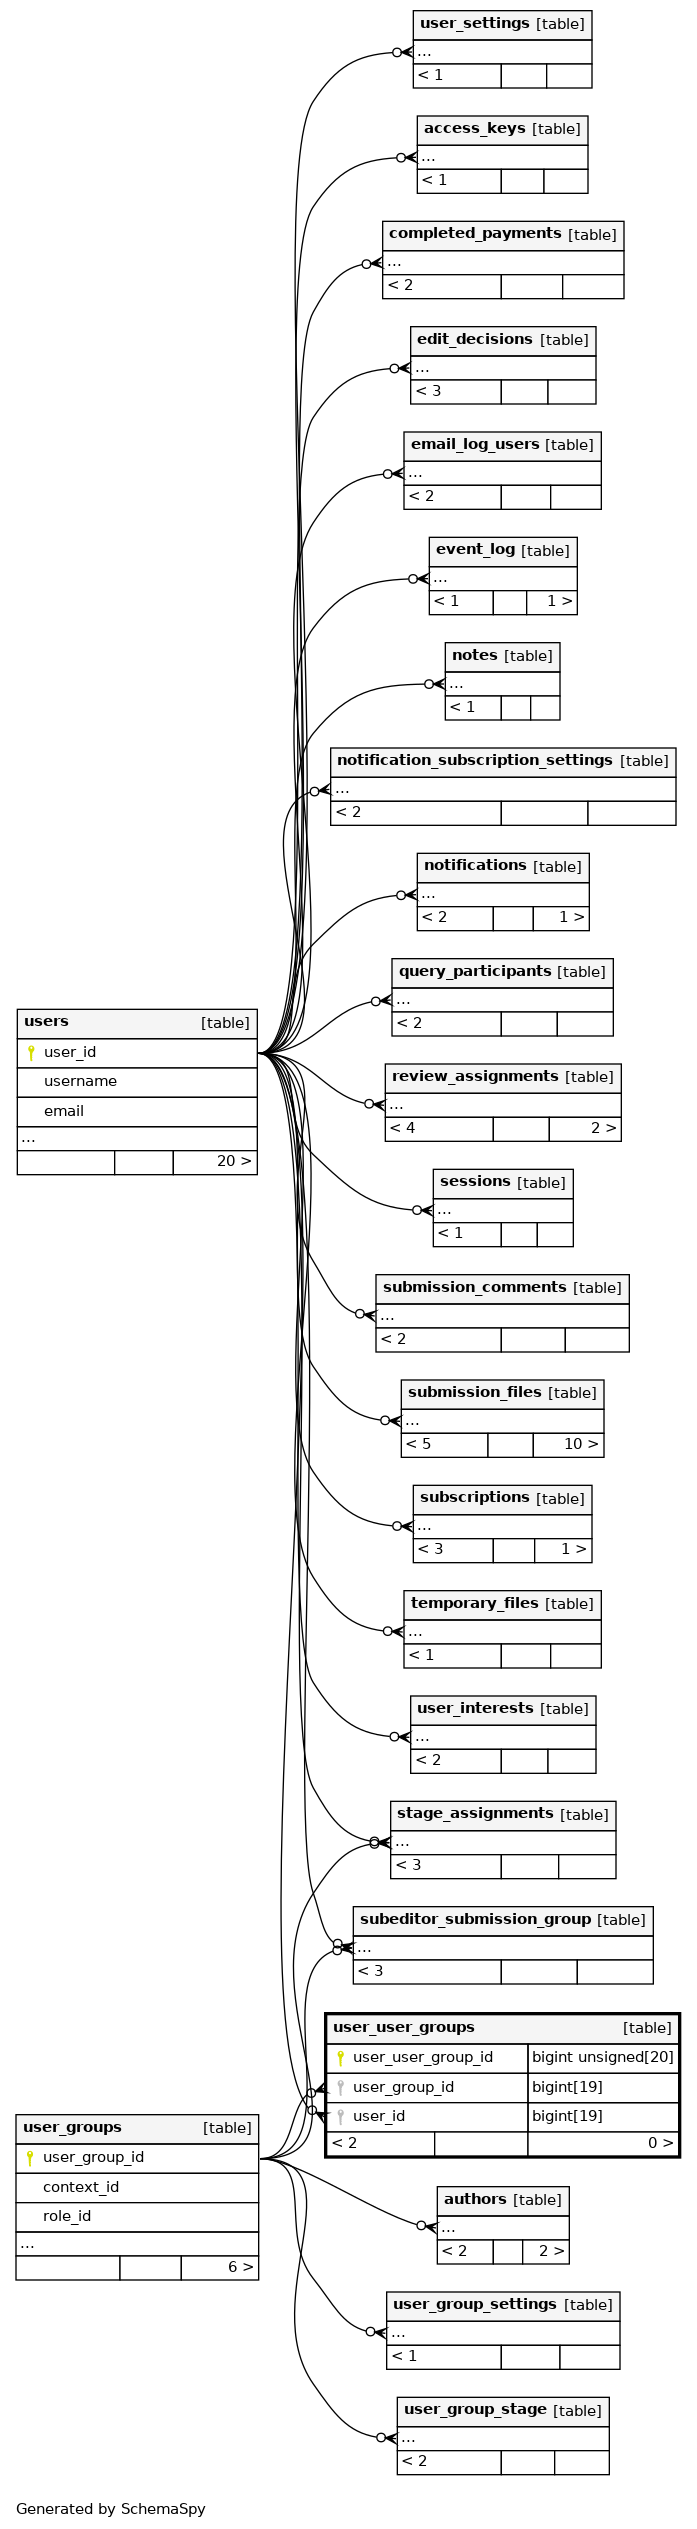 user_settings [table]
...
< 1
access_keys [table]
...
< 1
completed_payments [table]
...
< 2
edit_decisions [table]
...
< 3
email_log_users [table]
...
< 2
event_log [table]
...
< 1 1 >
notes [table]
...
< 1
notification_subscription_settings [table]
...
< 2
notifications [table]
...
< 2 1 >
query_participants [table]
...
< 2
users [table]
user_id
username
email
...
20 >
review_assignments [table]
...
< 4 2 >
sessions [table]
...
< 1
submission_comments [table]
...
< 2
submission_files [table]
...
< 5 10 >
subscriptions [table]
...
< 3 1 >
temporary_files [table]
...
< 1
user_interests [table]
...
< 2
stage_assignments [table]
...
< 3
subeditor_submission_group [table]
...
< 3
user_user_groups [table]
user_user_group_id bigint unsigned[20]
user_group_id bigint[19]
user_id bigint[19]
< 2 0 >
user_groups [table]
user_group_id
context_id
role_id
...
6 >
authors [table]
...
< 2 2 >
user_group_settings [table]
...
< 1
user_group_stage [table]
...
< 2
Generated by SchemaSpy